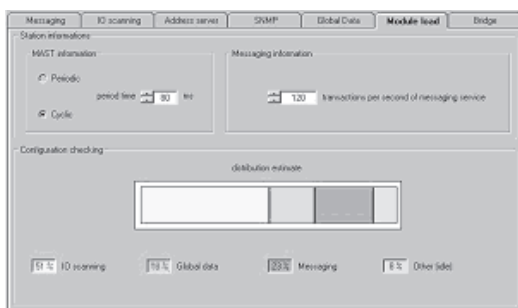 Messaging IO scanning Address server SNMP Global Data Module load Bridge
Station informations
MAST information Messaging information
Periodic
period time 80 ms 120 transactions per second of messaging service
Cyclic
Configuration checking
distribution estimate
51 % IO scanning 18 % Global data 23 % Messaging 8 % Other (idle)